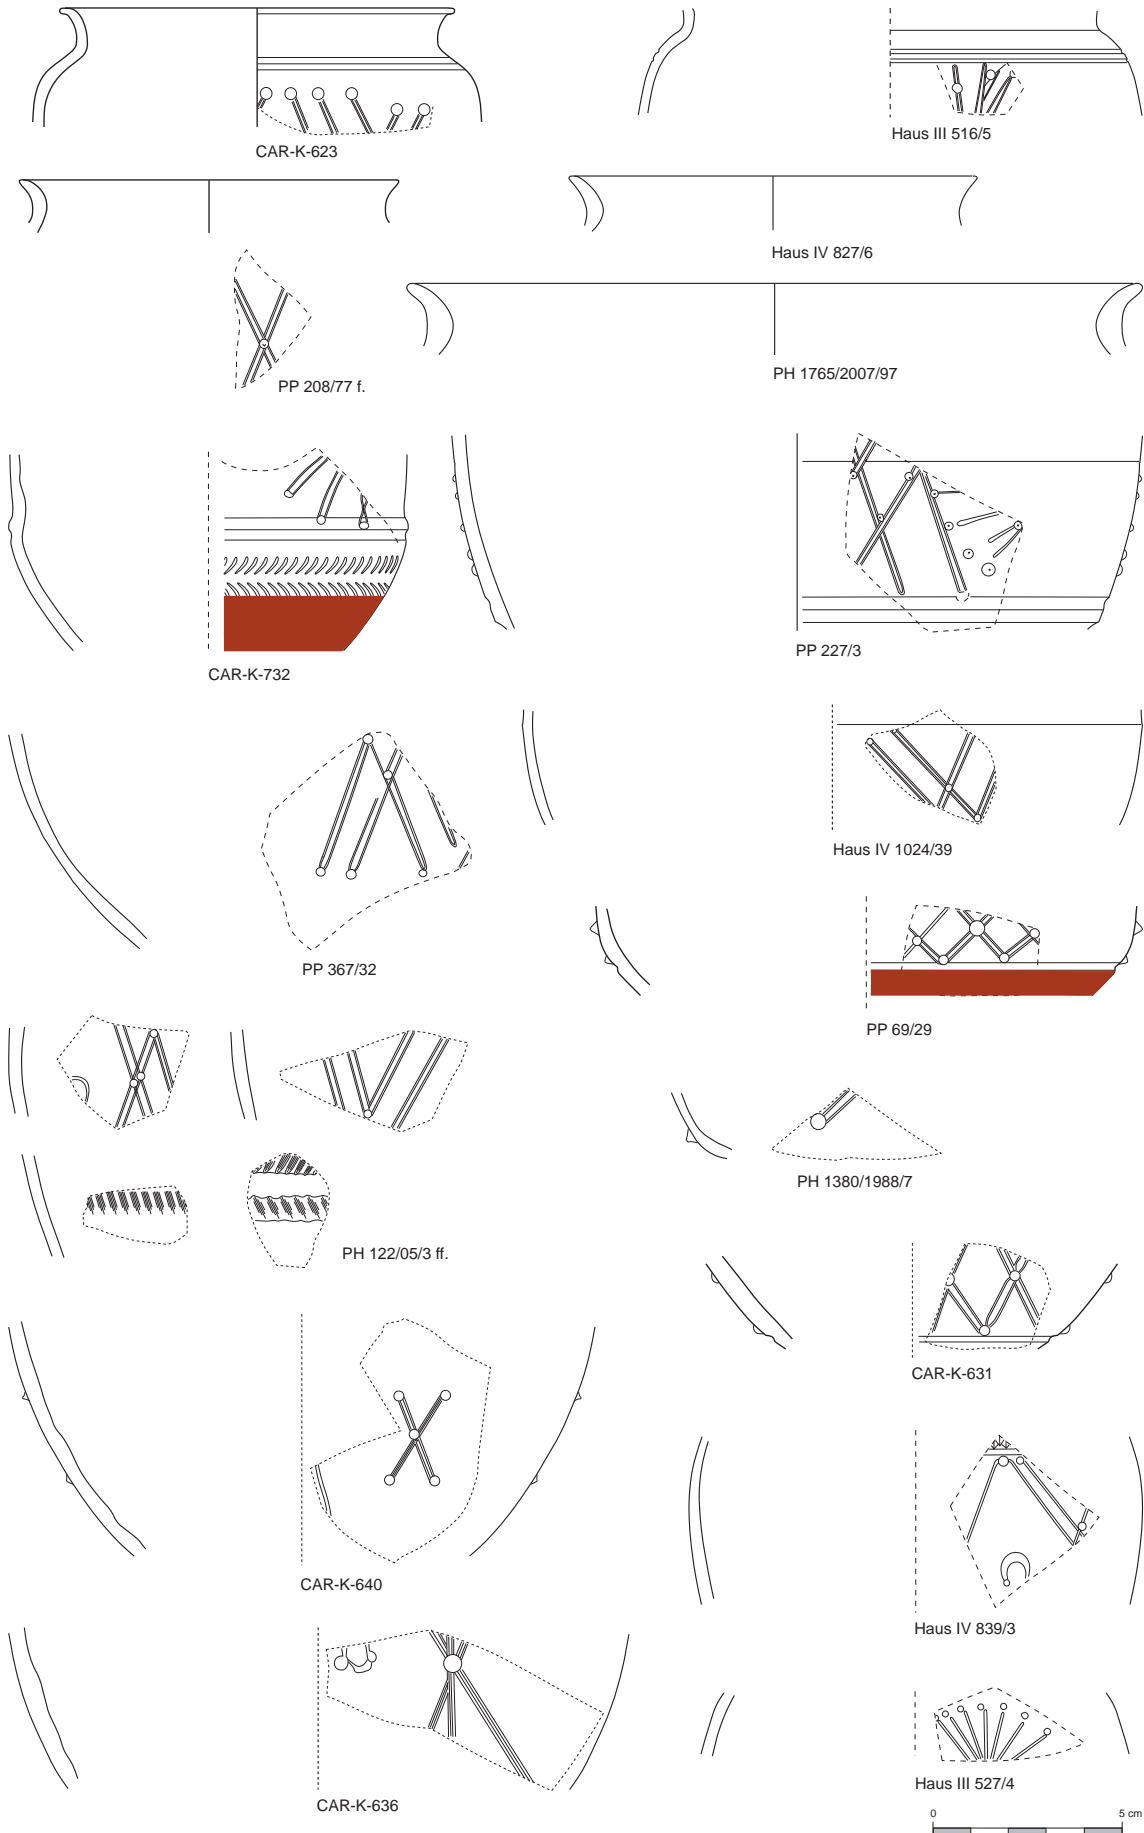 CAR-K-623
Haus III 516/5
Haus IV 827/6
PP 208/77 f.
PH 1765/2007/97
CAR-K-732
PP 227/3
Haus IV 1024/39
PP 367/32
PP 69/29
PH 1380/1988/7
PH 122/05/3 ff.
CAR-K-631
CAR-K-640
Haus IV 839/3
CAR-K-636
Haus III 527/4
0 5 cm